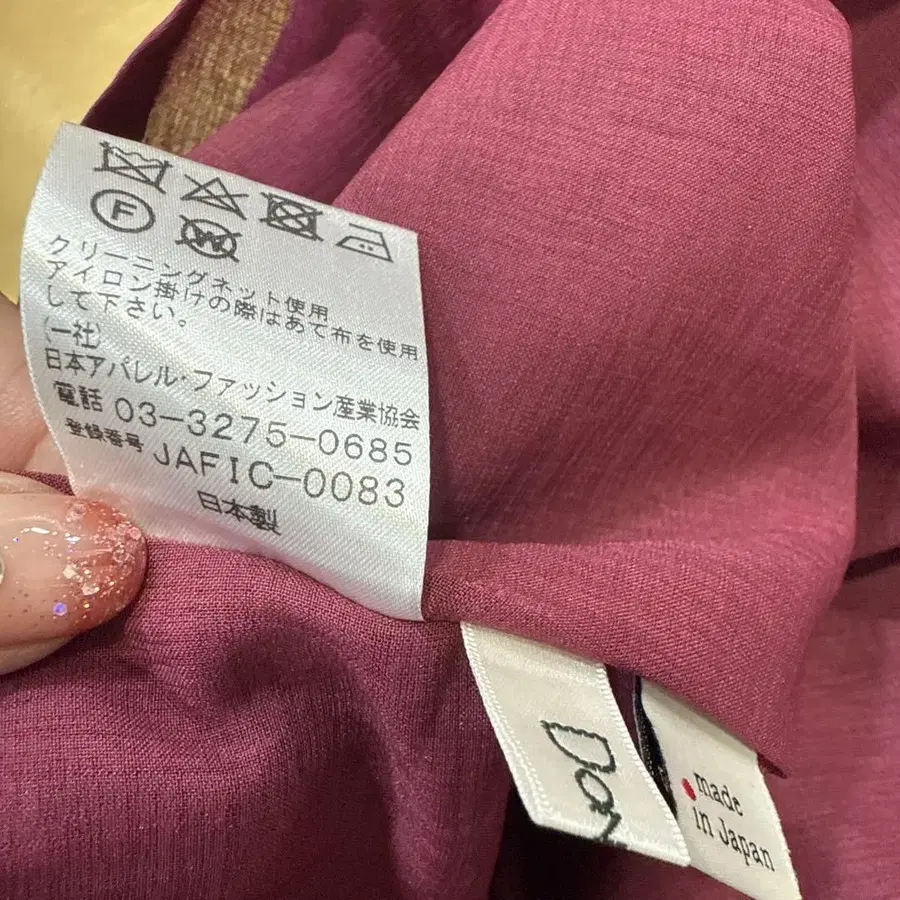 F
W
クリーニングネット使用
アイロン掛けの際はあて布を使用
して下さい。
(一社)
日本アパレル・ファッション産業協会
電話 03-3275-0685
登録番号 JAFIC-0083
日本製
made
in Japan